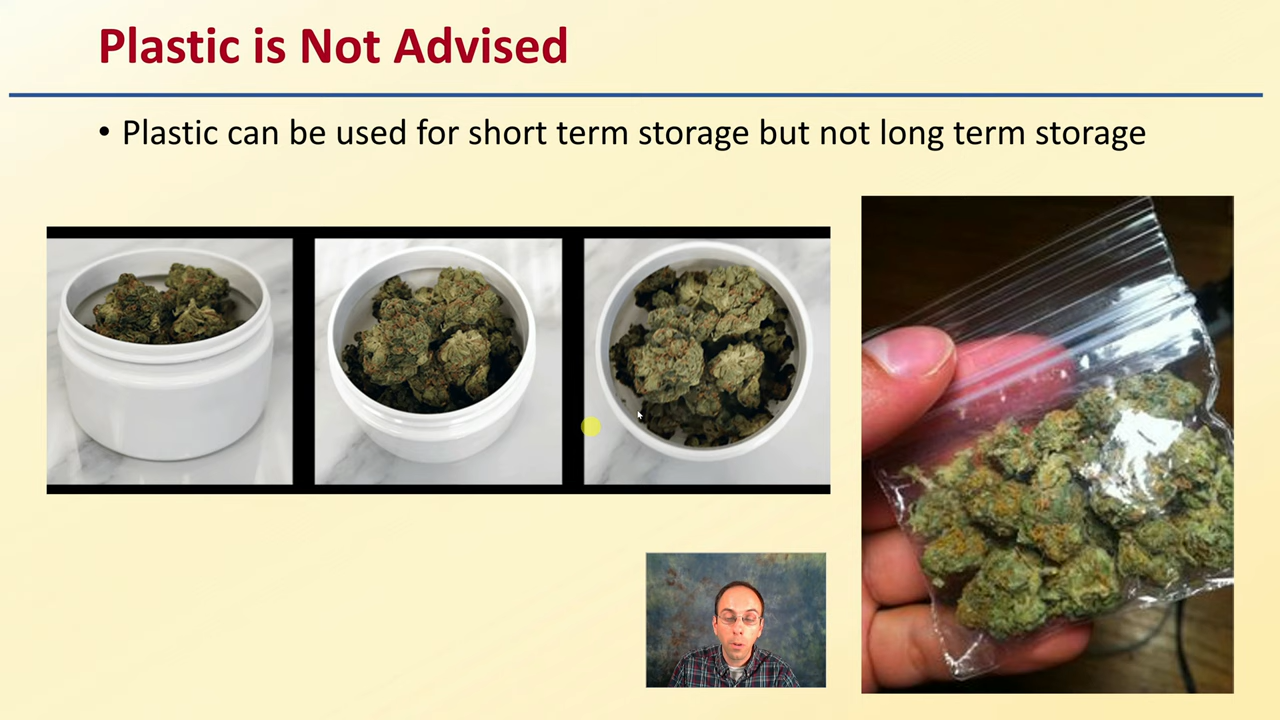 Plastic is Not Advised
• Plastic can be used for short term storage but not long term storage